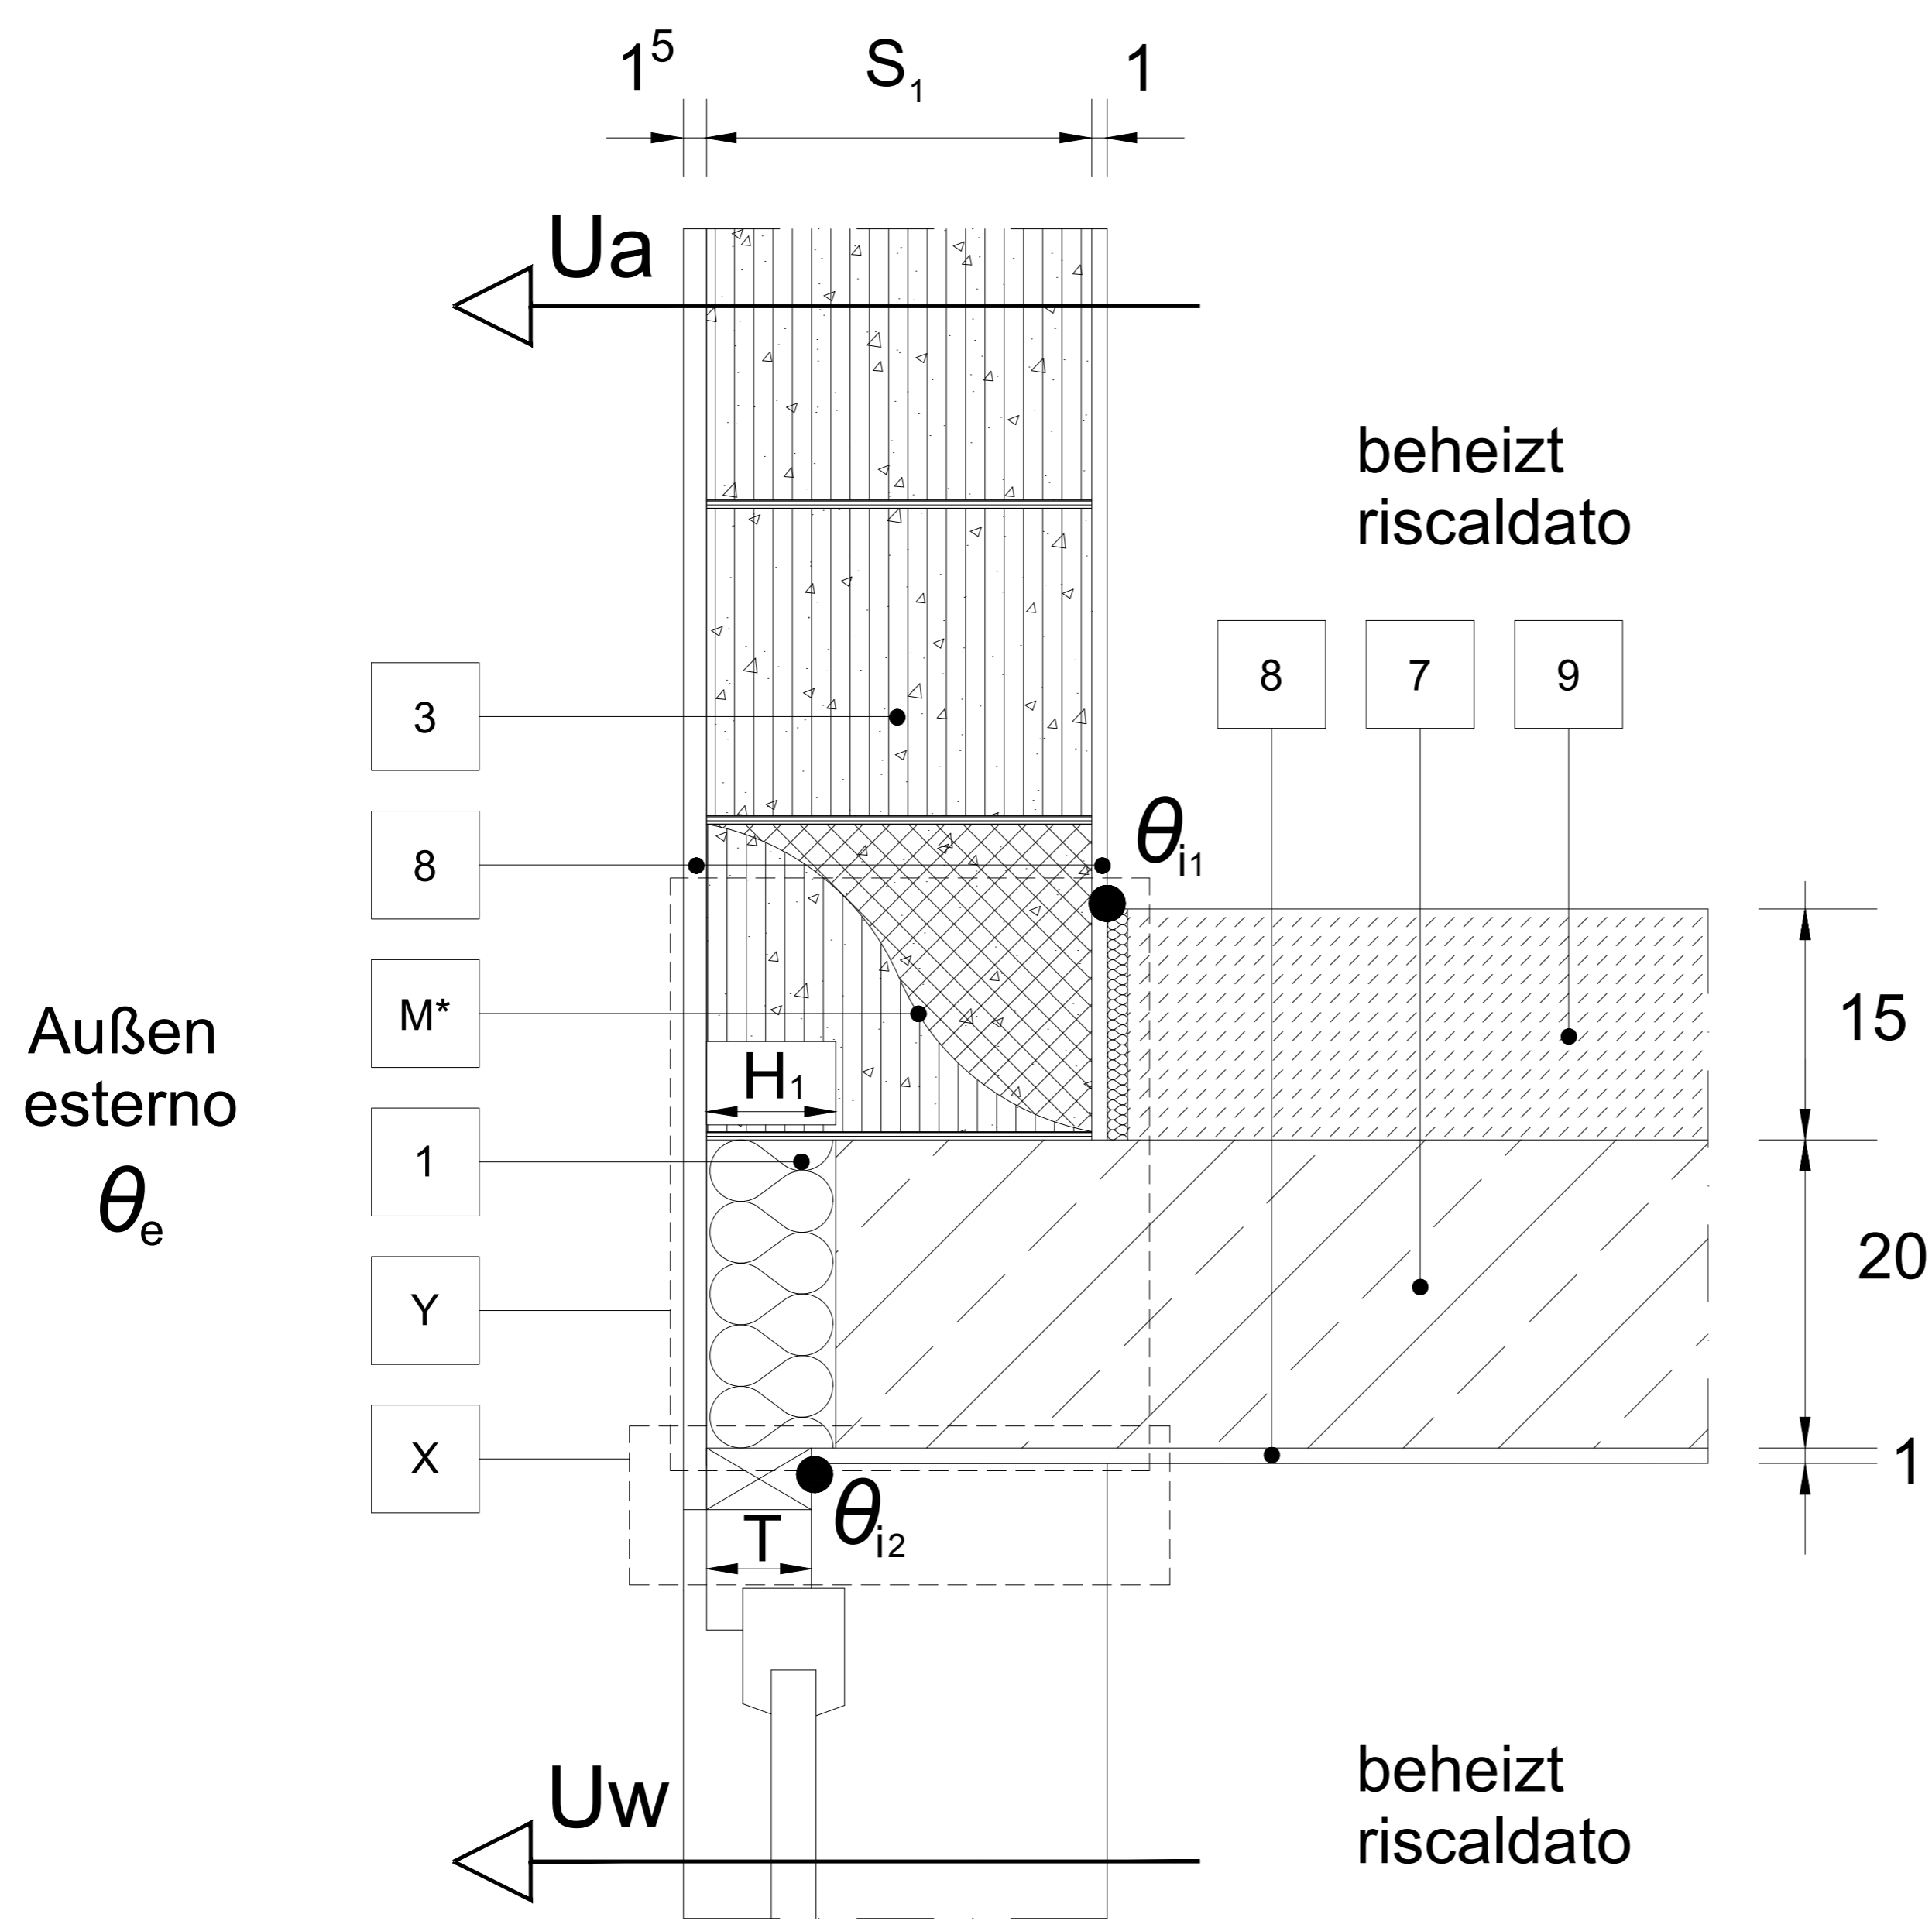 1⁵ S₁ 1
Ua
beheizt
riscaldato
8 7 9
3
θi1
8
M*
H1
15
Außen
esterno
θe
1
20
Y
X
1
θi2
T
Uw
beheizt
riscaldato